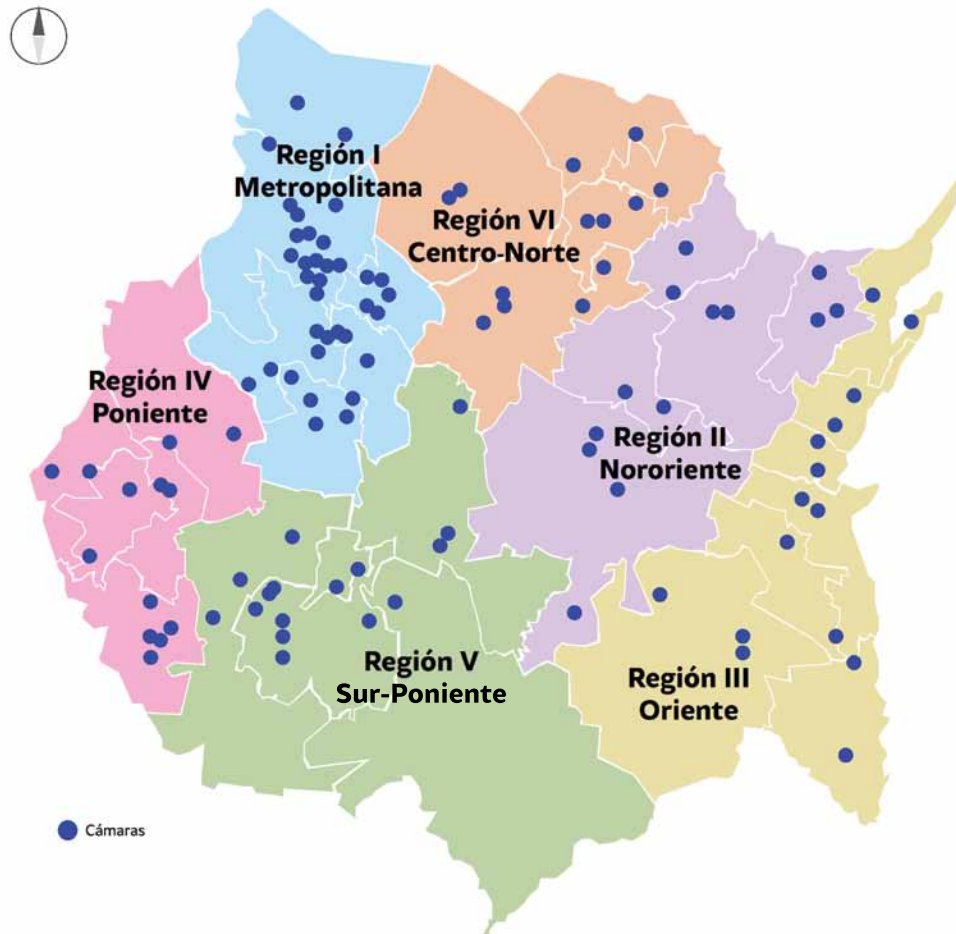 Región I
Metropolitana
Región VI
Centro-Norte
Región IV
Poniente
Región II
Nororiente
Región V
Sur-Poniente
Región III
Oriente
Cámaras